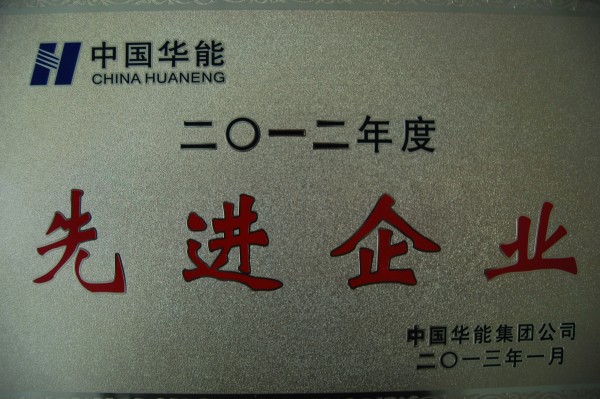 中国华能
CHINA HUANENG
二〇一二年度
先进企业
中国华能集团公司
二〇一三年一月